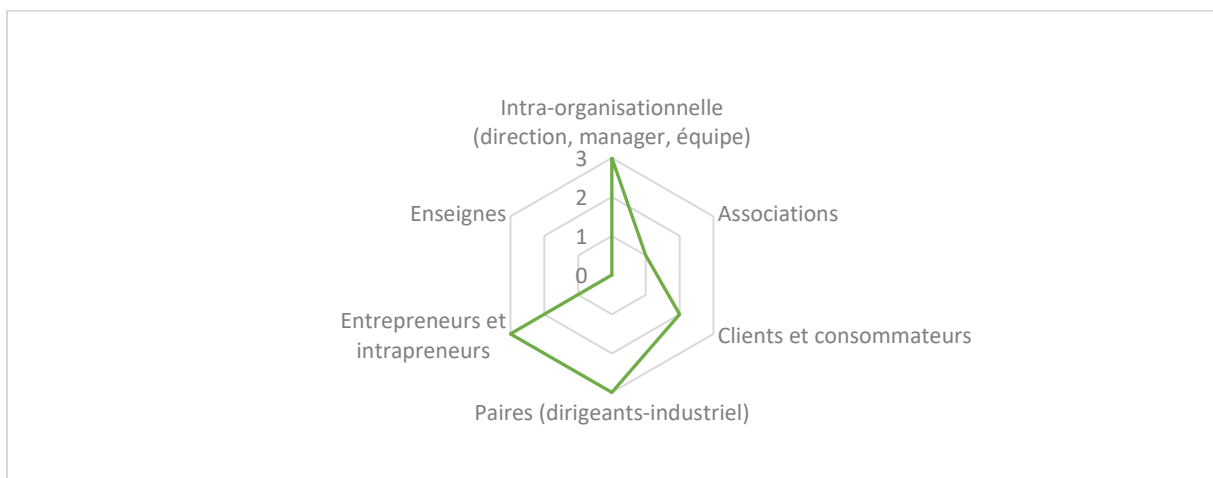 Intra-organisationnelle
(direction, manager, équipe)
3
2
1
0
Associations
Clients et consommateurs
Paires (dirigeants-industriel)
Entrepreneurs et
intrapreneurs
Enseignes